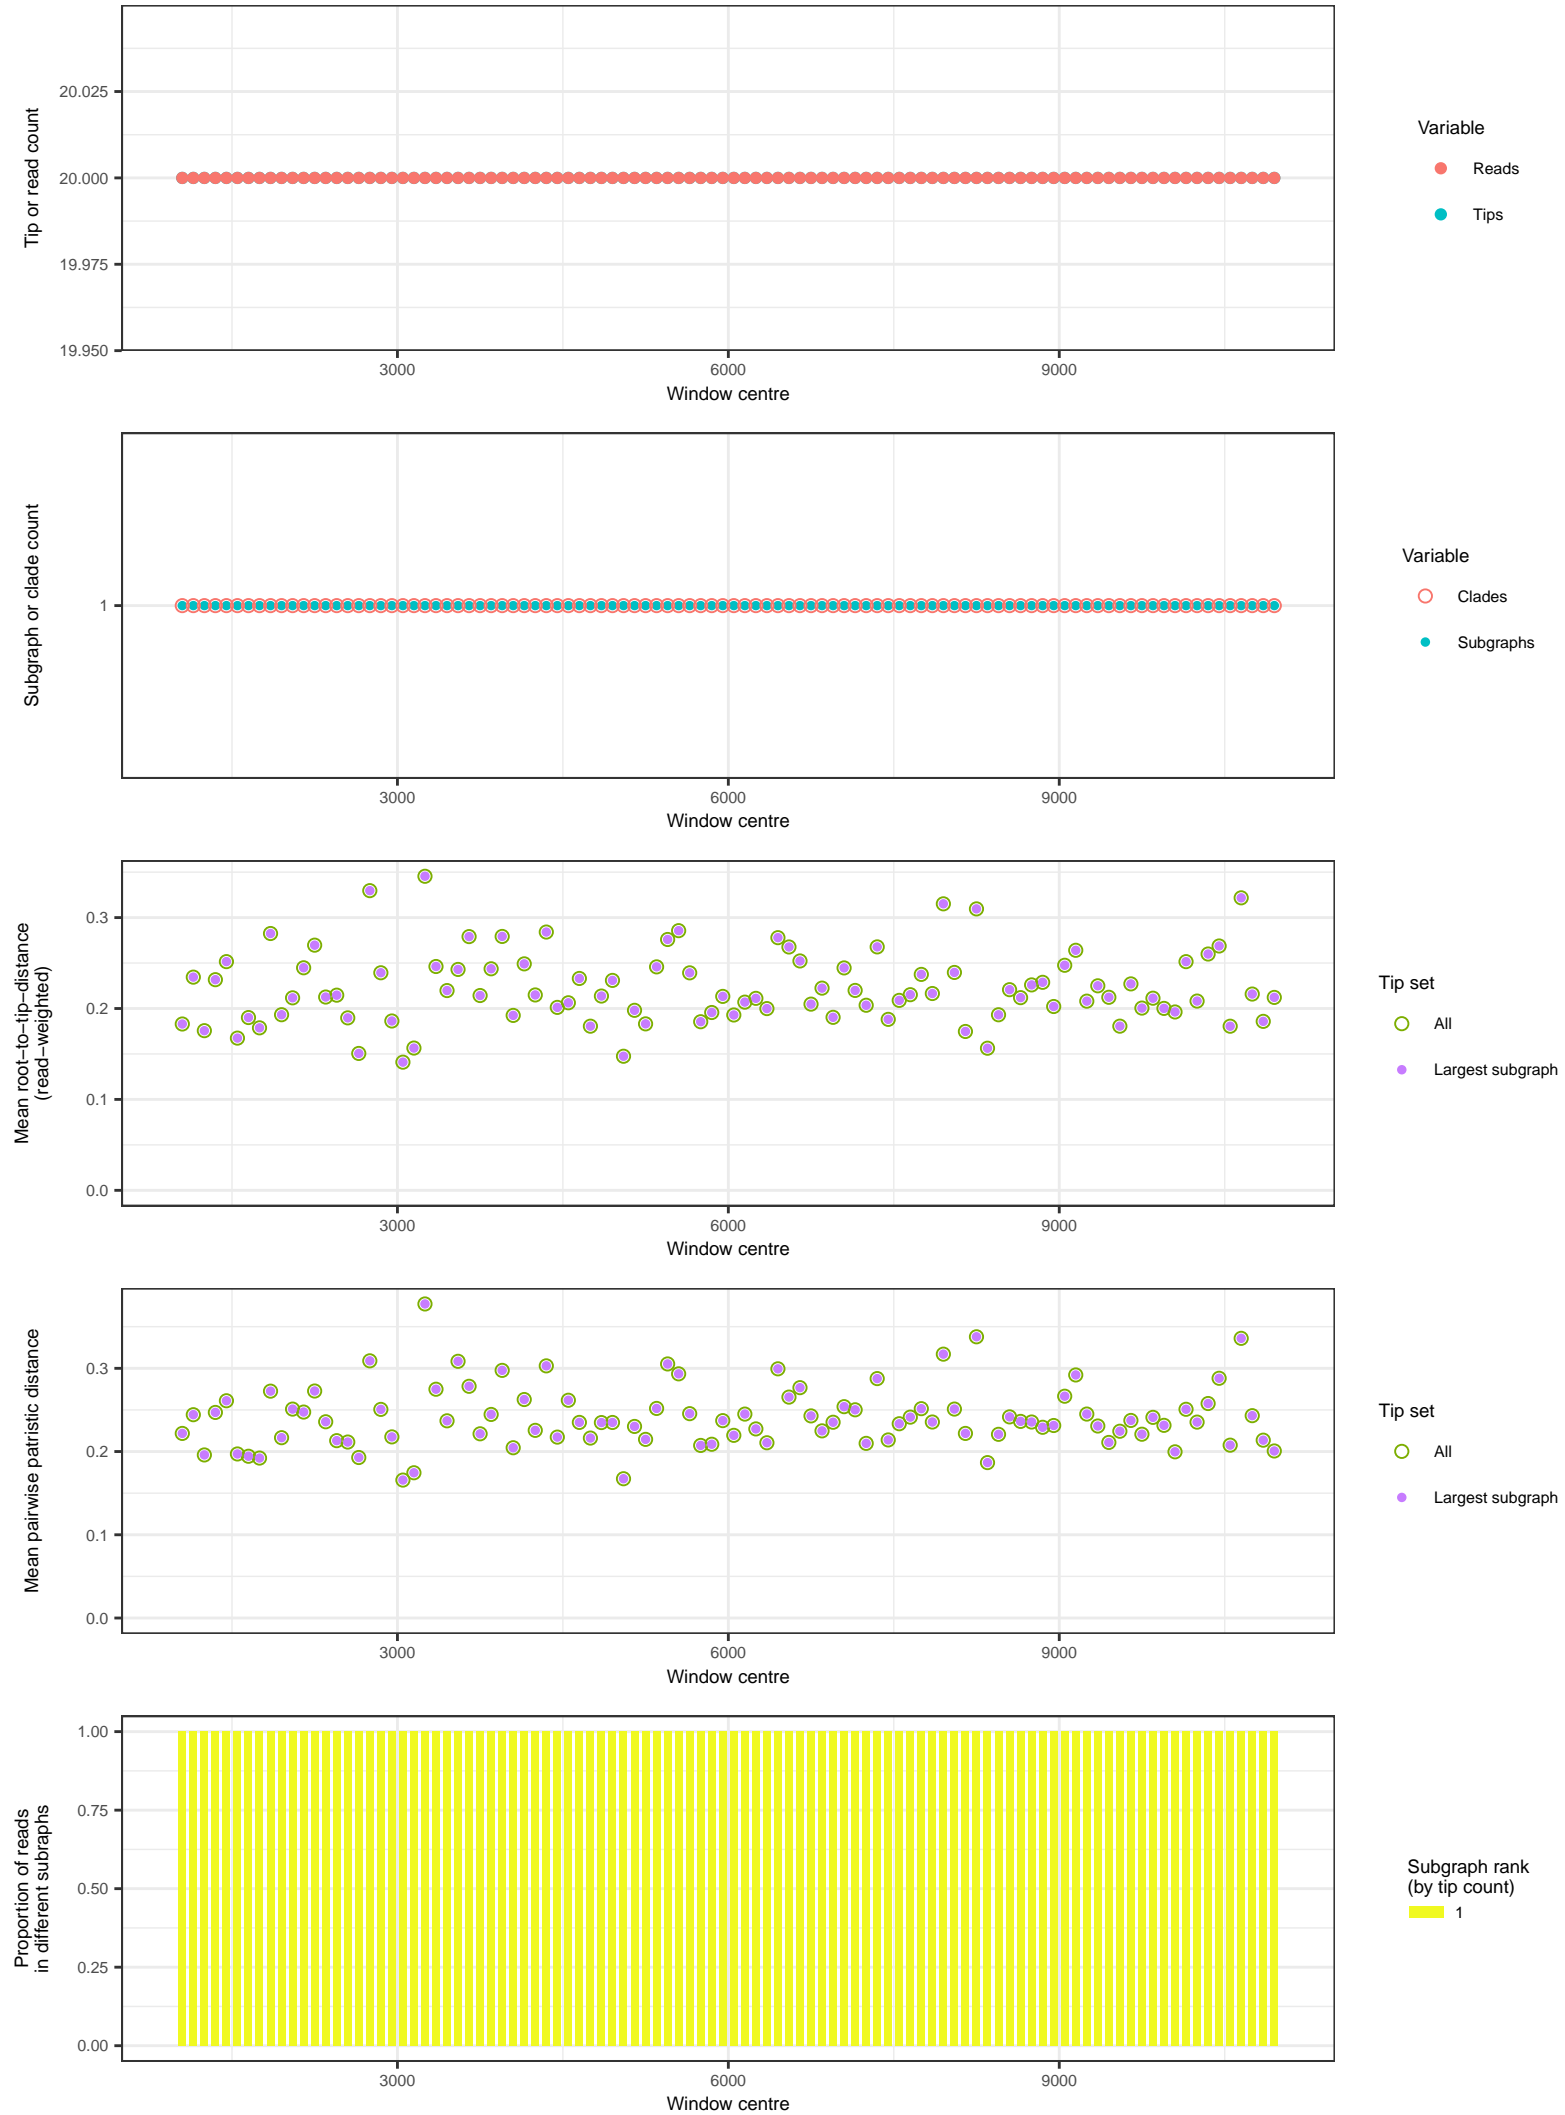 20.025
20.000
19.975
19.950
Tip or read count
3000 6000 9000
Window centre
Variable
Reads
Tips
1
Subgraph or clade count
3000 6000 9000
Window centre
Variable
Clades
Subgraphs
0.3
0.2
0.1
0.0
Mean root−to−tip−distance
(read−weighted)
3000 6000 9000
Window centre
Tip set
All
Largest subgraph
0.3
0.2
0.1
0.0
Mean pairwise patristic distance
3000 6000 9000
Window centre
Tip set
All
Largest subgraph
1.00
0.75
0.50
0.25
0.00
Proportion of reads
in different subraphs
3000 6000 9000
Window centre
Subgraph rank
(by tip count)
1